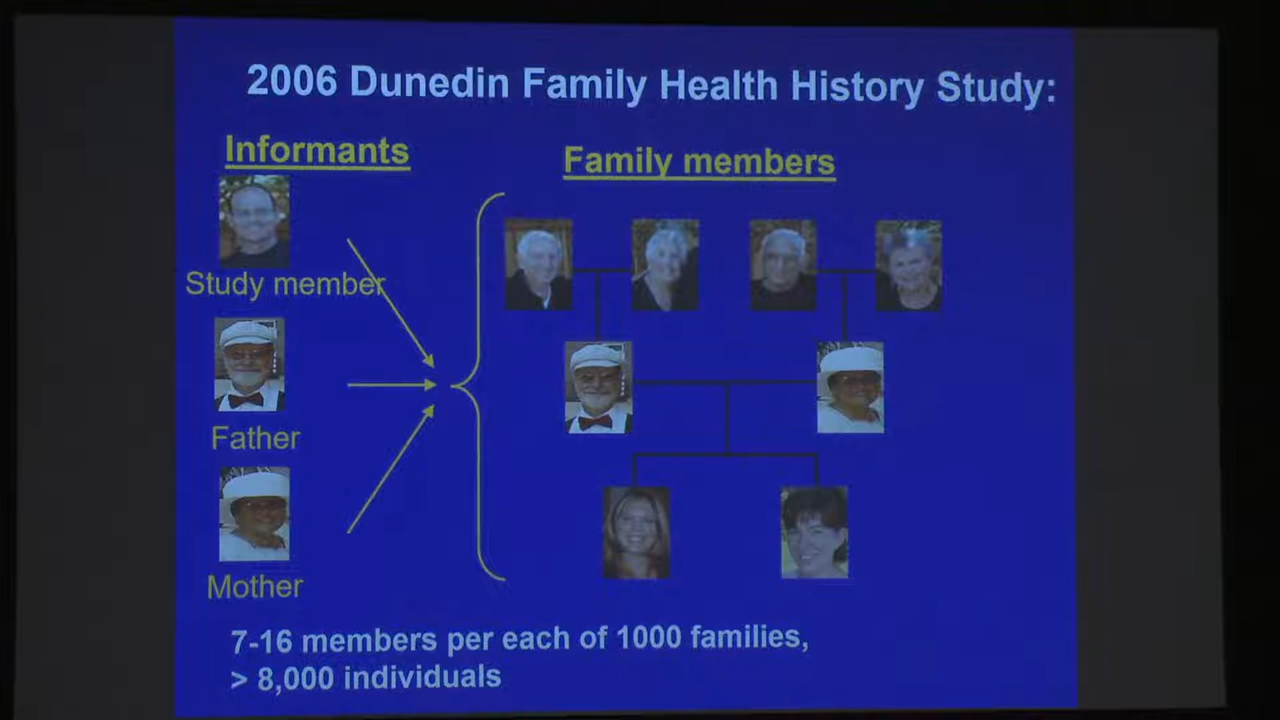 2006 Dunedin Family Health History Study:
Informants
Family members
Study member
Father
Mother
7-16 members per each of 1000 families,
> 8,000 individuals